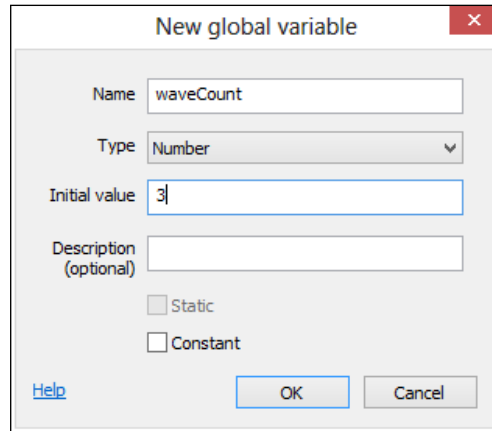 New global variable
x
Name waveCount
Type Number
Initial value 3
Description
(optional)
Static
Constant
Help OK Cancel